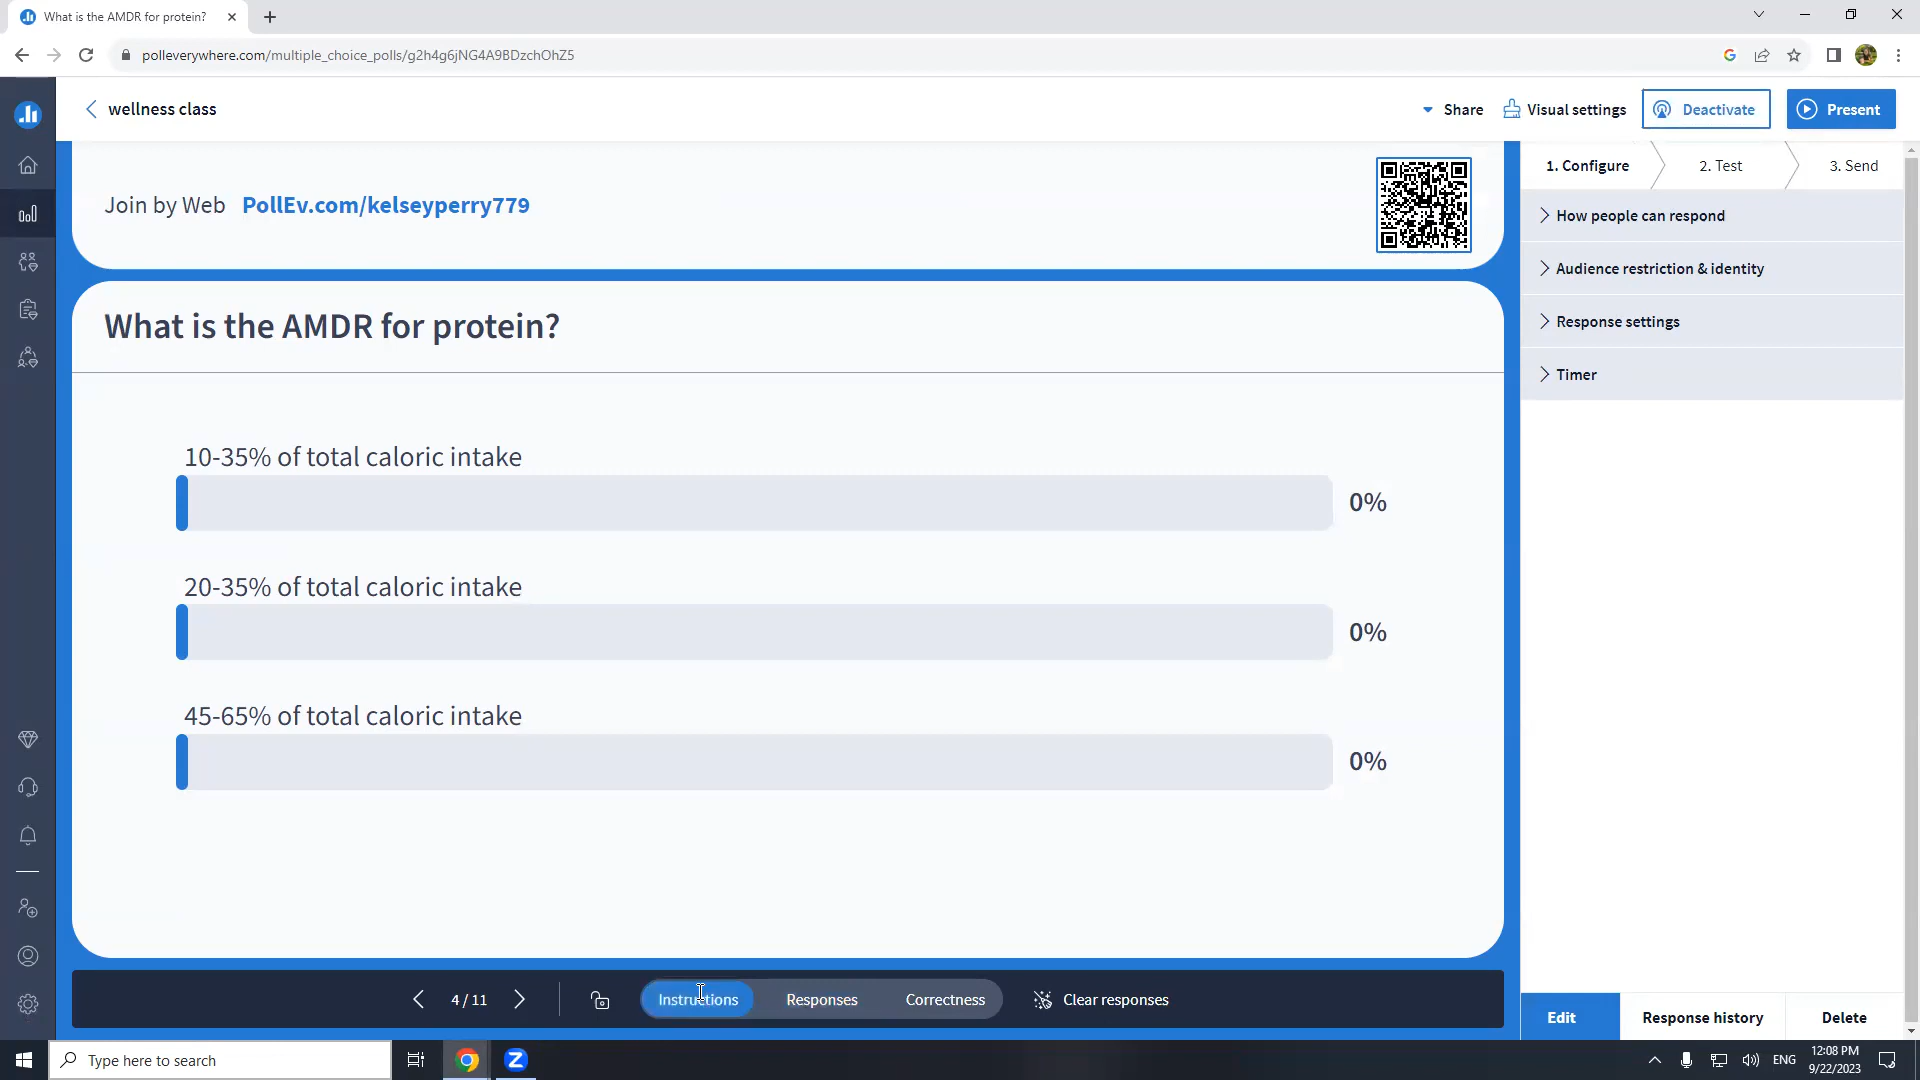 What is the AMDR for protein?
polleverywhere.com/multiple_choice_polls/g2h4g6jNG4A9BDzchOhZ5
wellness class
Share
Visual settings
Deactivate
Present
Join by Web PollEv.com/kelseyperry779
1. Configure
2. Test
3. Send
How people can respond
Audience restriction & identity
Response settings
Timer
What is the AMDR for protein?
10-35% of total caloric intake
0%
20-35% of total caloric intake
0%
45-65% of total caloric intake
0%
4 / 11
Instructions
Responses
Correctness
Clear responses
Edit
Response history
Delete
Type here to search
ENG
12:08 PM
9/22/2023